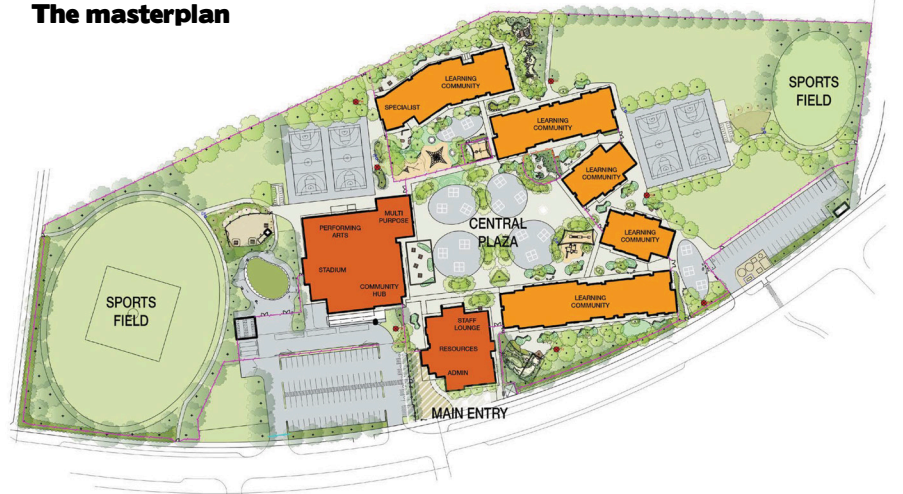 The masterplan
LEARNING
COMMUNITY
SPECIALIST
LEARNING
COMMUNITY
SPORTS
FIELD
LEARNING
COMMUNITY
MULTI
PURPOSE
PERFORMING
ARTS
CENTRAL
PLAZA
LEARNING
COMMUNITY
STADIUM
COMMUNITY
HUB
SPORTS
FIELD
LEARNING
COMMUNITY
STAFF
LOUNGE
RESOURCES
ADMIN
MAIN ENTRY